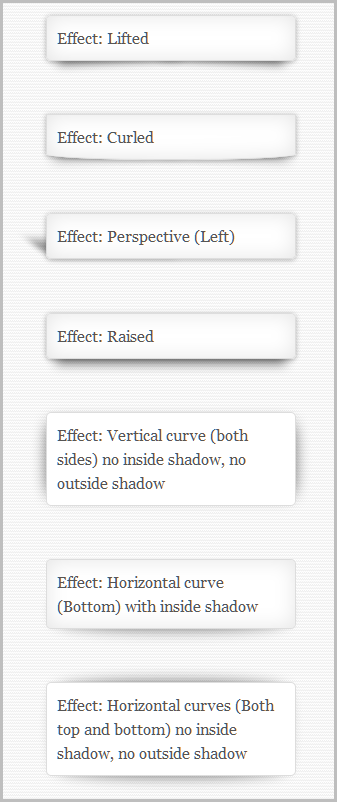 Effect: Lifted
Effect: Curled
Effect: Perspective (Left)
Effect: Raised
Effect: Vertical curve (both
sides) no inside shadow, no
outside shadow
Effect: Horizontal curve
(Bottom) with inside shadow
Effect: Horizontal curves (Both
top and bottom) no inside
shadow, no outside shadow